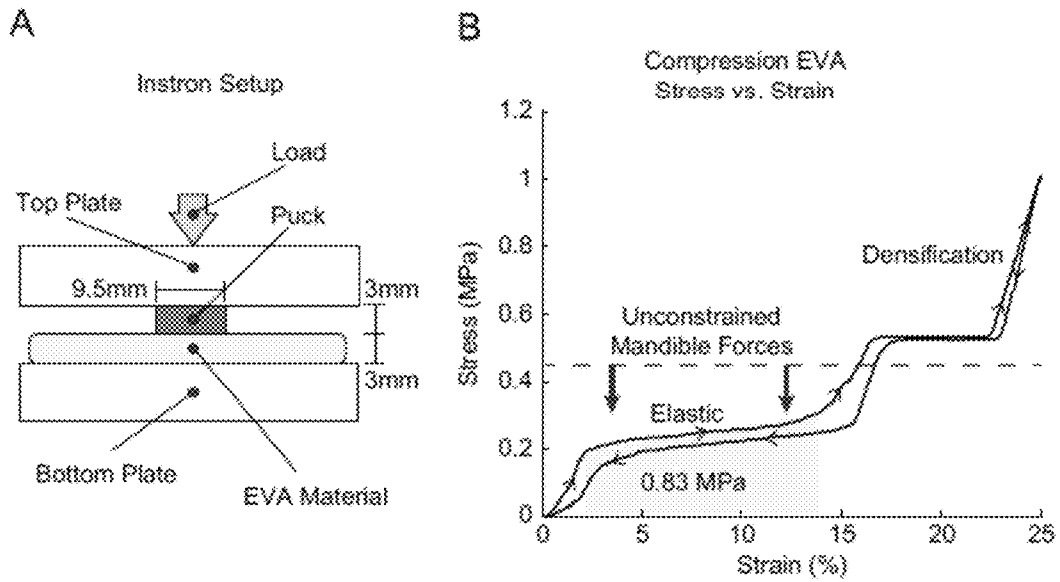 A
Instron Setup
Load
Top Plate
Puck
9.5mm
3mm
3mm
Bottom Plate
EVA Material
B
Compression EVA
Stress vs. Strain
Stress (MPa)
1.2
1
0.8
0.6
0.4
0.2
0
Densification
Unconstrained
Mandible Forces
Elastic
0.83 MPa
0
5
10
15
20
25
Strain (%)